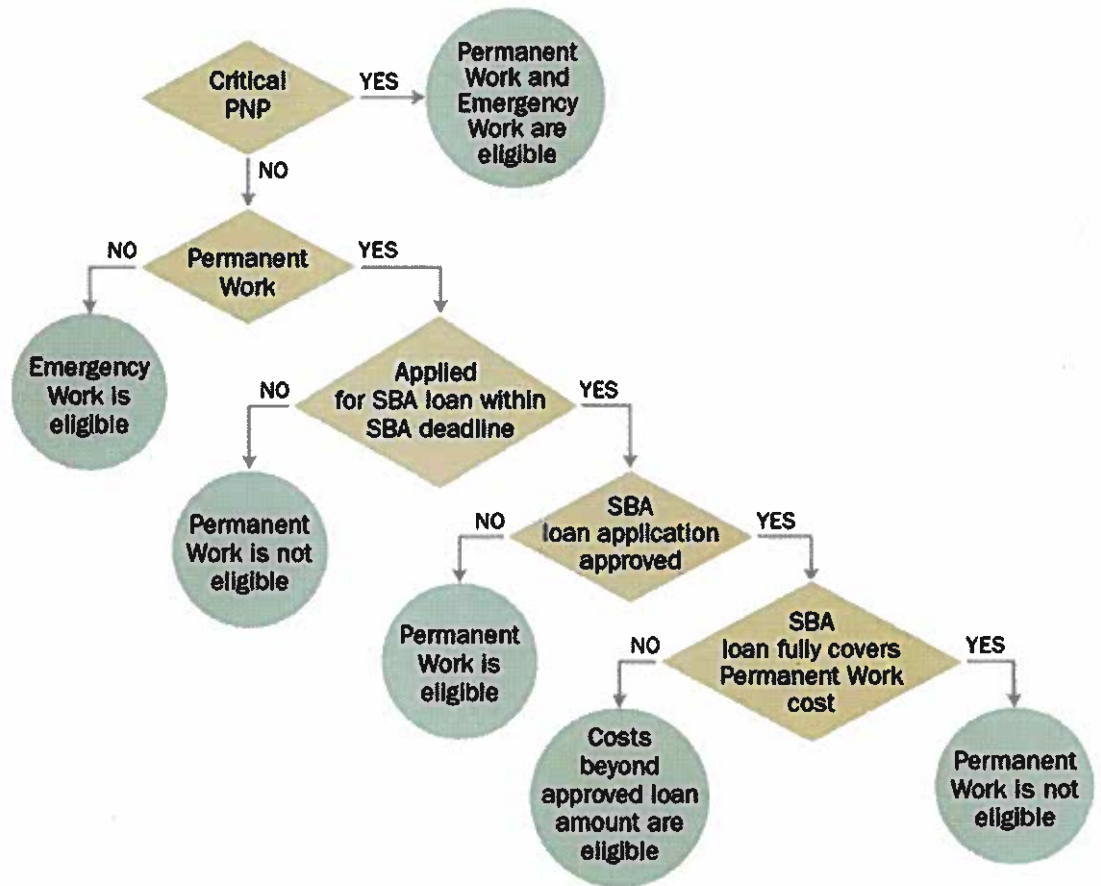 Critical
PNP
YES
Permanent
Work and
Emergency
Work are
eligible
NO
NO
Permanent
Work
YES
Emergency
Work is
eligible
NO
Applied
for SBA loan within
SBA deadline
YES
Permanent
Work is not
eligible
NO
SBA
loan application
approved
YES
Permanent
Work is
eligible
NO
SBA
loan fully covers
Permanent Work
cost
YES
Costs
beyond
approved loan
amount are
eligible
Permanent
Work is not
eligible